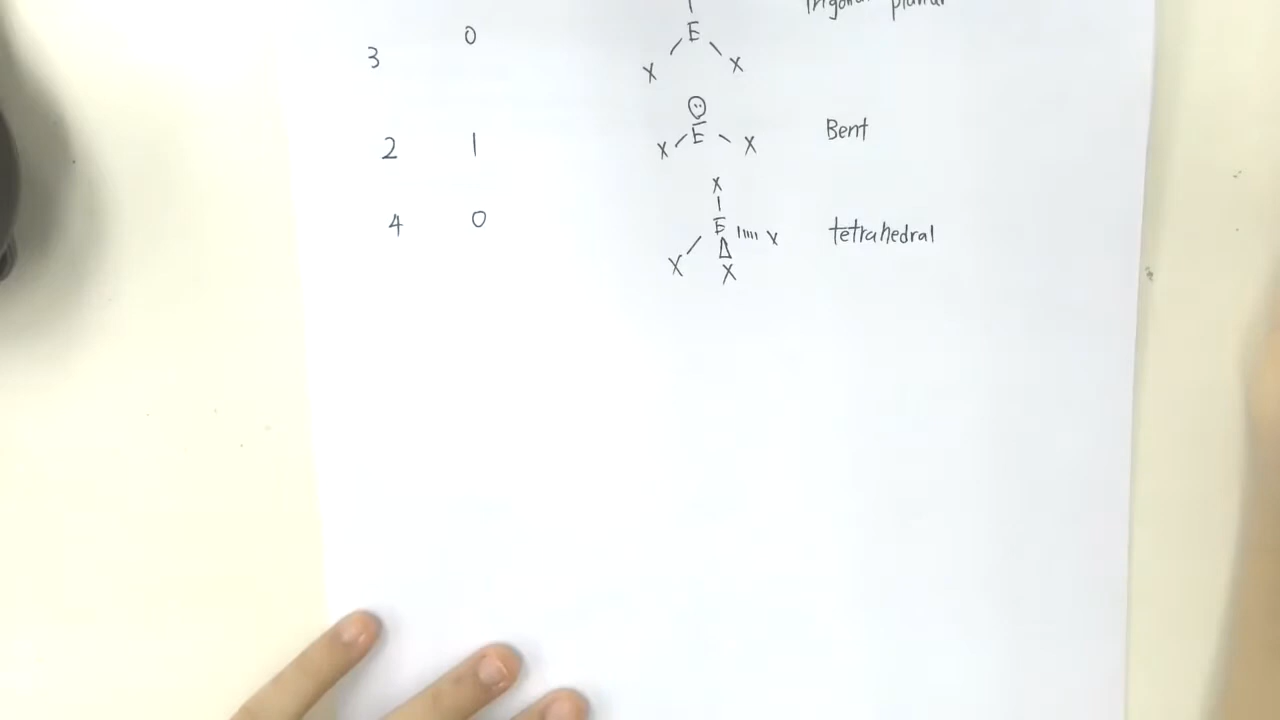 Trigonal planar
3 0 E
X X
2 1 E X X Bent
X
4 0 E X tetrahedral
X X